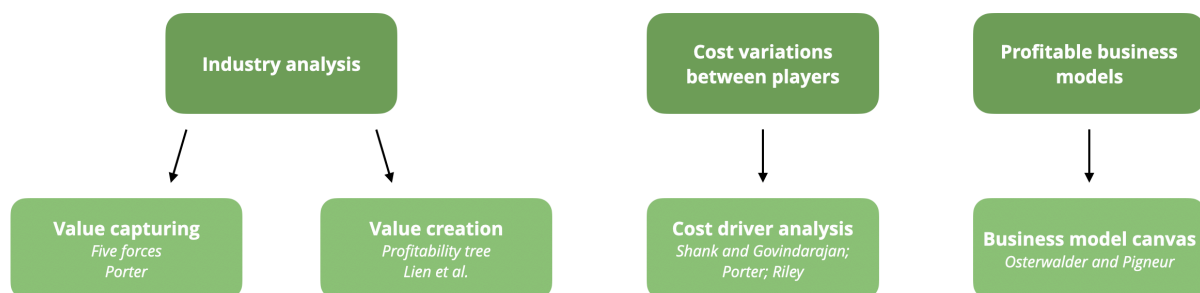 Industry analysis
Cost variations
between players
Profitable business
models
Value capturing
Five forces
Porter
Value creation
Profitability tree
Lien et al.
Cost driver analysis
Shank and Govindarajan;
Porter; Riley
Business model canvas
Osterwalder and Pigneur